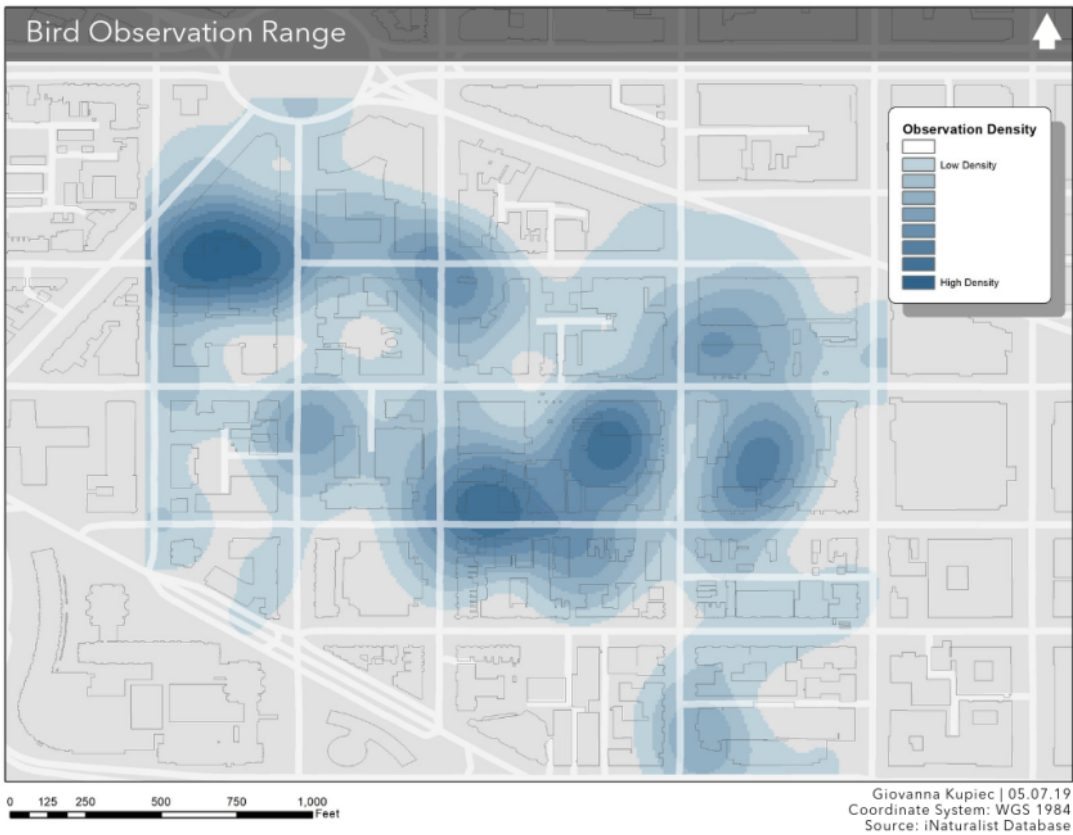 Bird Observation Range
Observation Density
Low Density
High Density
0 125 250 500 750 1,000
Feet
Giovanna Kupiec | 05.07.19
Coordinate System: WGS 1984
Source: iNaturalist Database